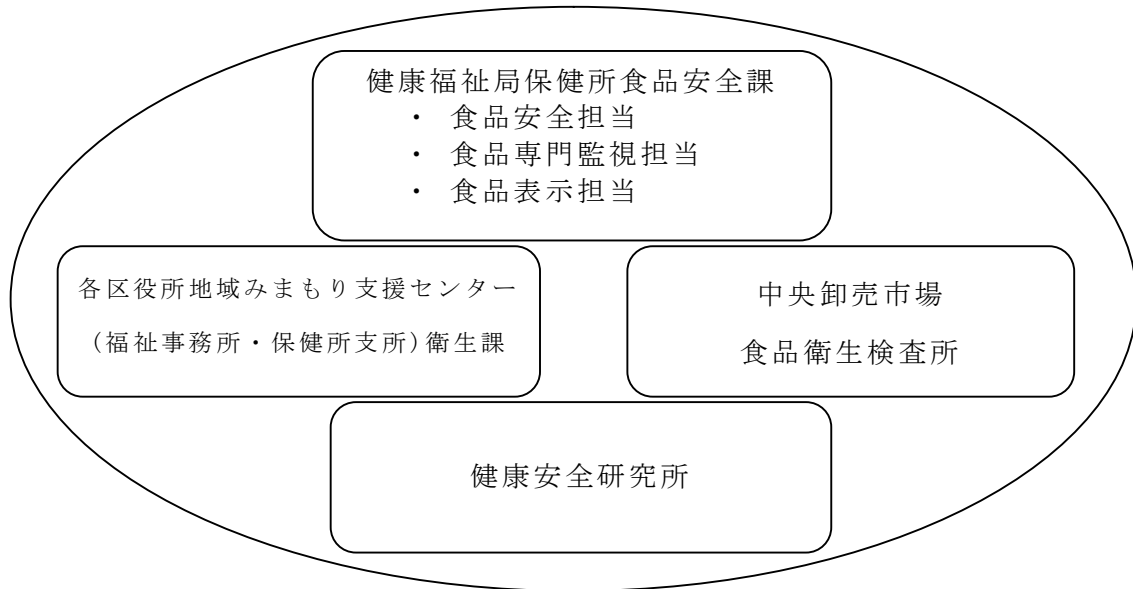 健康福祉局保健所食品安全課
・ 食品安全担当
・ 食品専門監視担当
・ 食品表示担当
各区役所地域みまもり支援センター
(福祉事務所・保健所支所)衛生課
中央卸売市場
食品衛生検査所
健康安全研究所